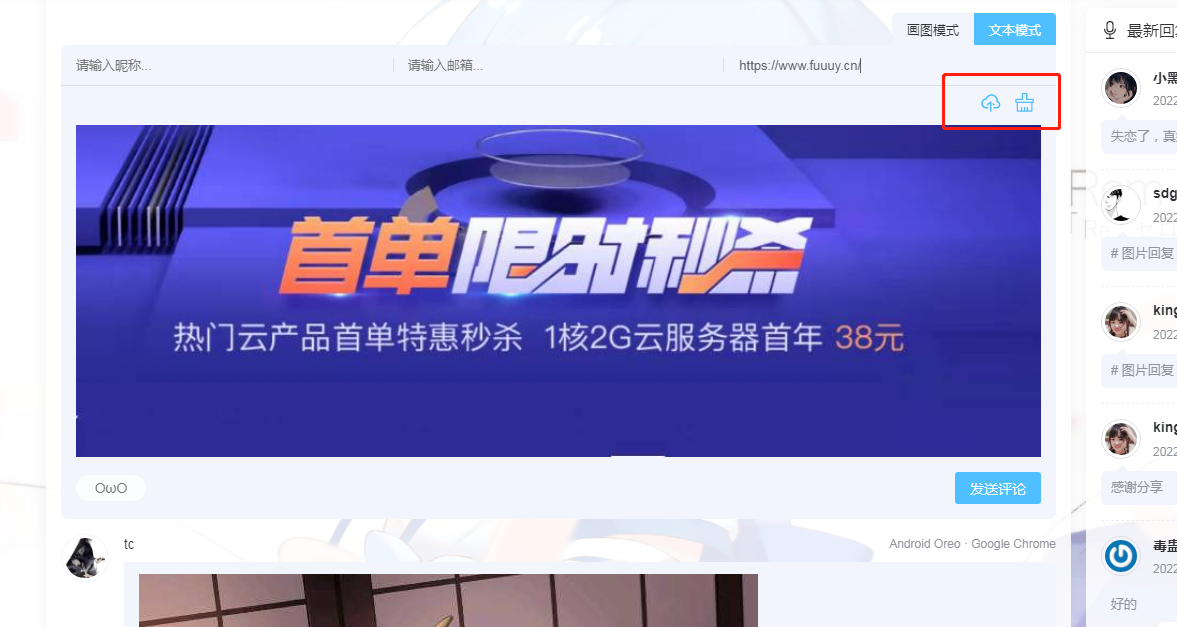 画图模式 文本模式
请输入昵称... 请输入邮箱... https://www.fuuuy.cn/
首单限时秒杀
热门云产品首单特惠秒杀 1核2G云服务器首年 38元
OωO
发送评论
tc
Android Oreo · Google Chrome
最新回
小黑
2022
失恋了，真
sdg
2022
# 图片回复
king
2022
# 图片回复
king
2022
感谢分享
毒蛊
2022
好的